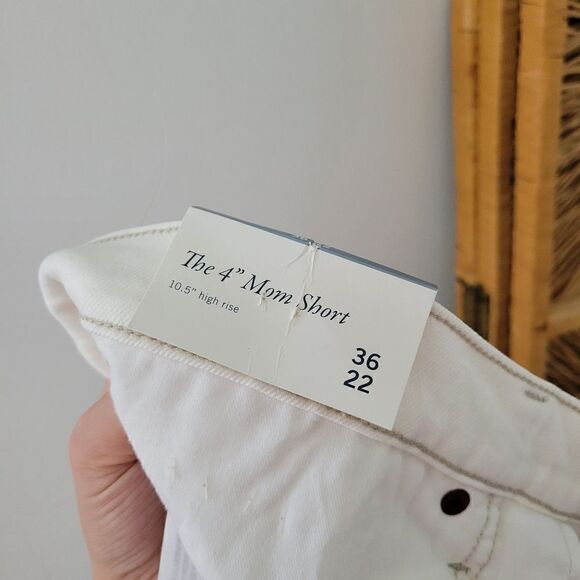 The 4" Mom Short
10.5" high rise
36
22